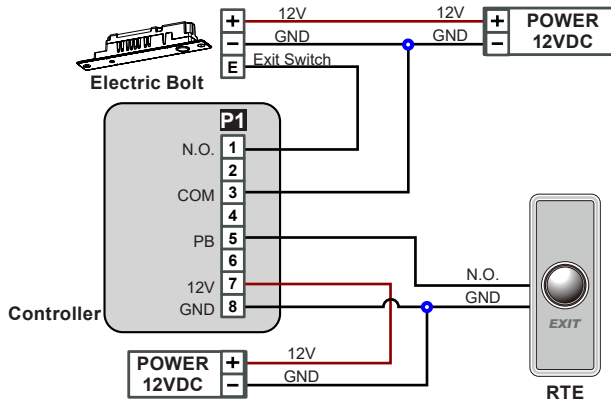 + 12V 12V + POWER 12VDC
− GND GND −
E Exit Switch
Electric Bolt
P1
N.O. 1
2
COM 3
4
PB 5
6
12V 7
GND 8
Controller
N.O.
GND
EXIT
RTE
POWER 12VDC + 12V
− GND